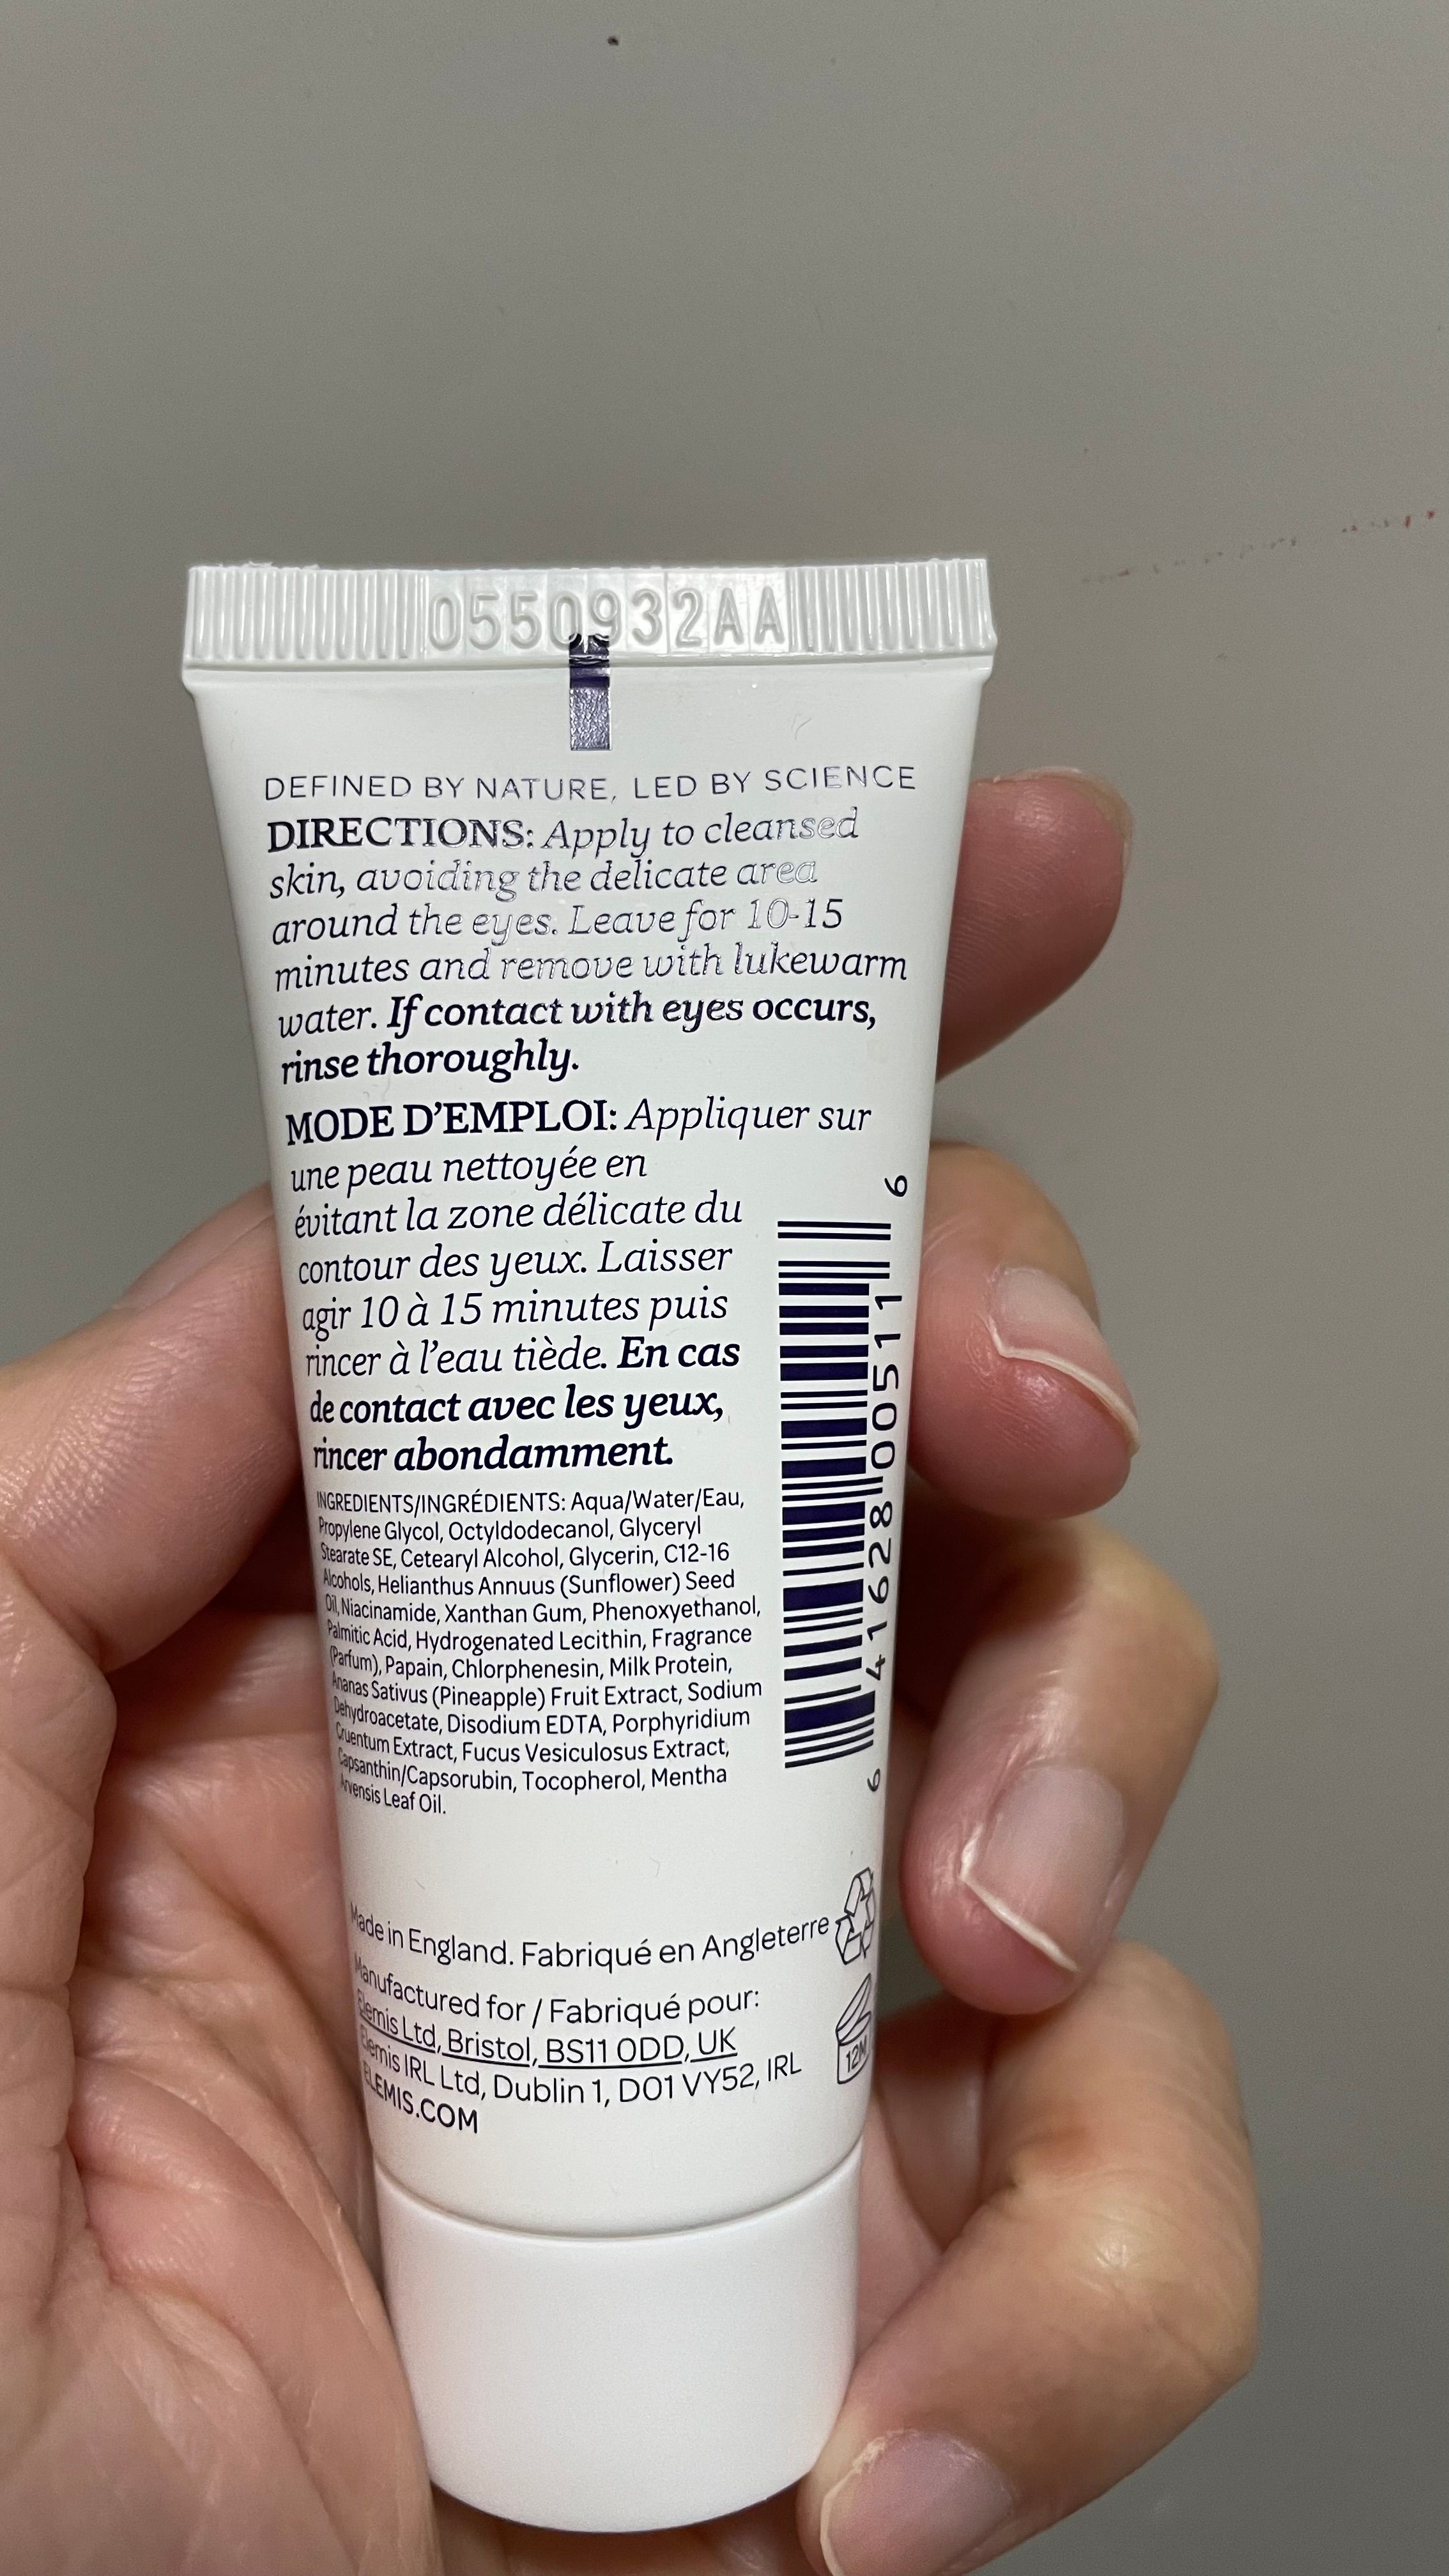 0550932AA
DEFINED BY NATURE, LED BY SCIENCE
DIRECTIONS: Apply to cleansed
skin, avoiding the delicate area
around the eyes. Leave for 10-15
minutes and remove with lukewarm
water. If contact with eyes occurs,
rinse thoroughly.
MODE D'EMPLOI: Appliquer sur
une peau nettoyée en
évitant la zone délicate du
contour des yeux. Laisser
agir 10 à 15 minutes puis
rincer à l'eau tiède. En cas
de contact avec les yeux,
rincer abondamment.
INGREDIENTS/INGRÉDIENTS: Aqua/Water/Eau,
Propylene Glycol, Octyldodecanol, Glyceryl
Stearate SE, Cetearyl Alcohol, Glycerin, C12-16
Alcohols, Helianthus Annuus (Sunflower) Seed
Oil, Niacinamide, Xanthan Gum, Phenoxyethanol,
Palmitic Acid, Hydrogenated Lecithin, Fragrance
(Parfum), Papain, Chlorphenesin, Milk Protein,
Ananas Sativus (Pineapple) Fruit Extract, Sodium
Dehydroacetate, Disodium EDTA, Porphyridium
Cruentum Extract, Fucus Vesiculosus Extract,
Capsanthin/Capsorubin, Tocopherol, Mentha
Arvensis Leaf Oil.
6 41628 00511 6
Made in England. Fabriqué en Angleterre
Manufactured for / Fabriqué pour:
Elemis Ltd, Bristol, BS11 0DD, UK
Elemis IRL Ltd, Dublin 1, D01 VY52, IRL
ELEMIS.COM
12M